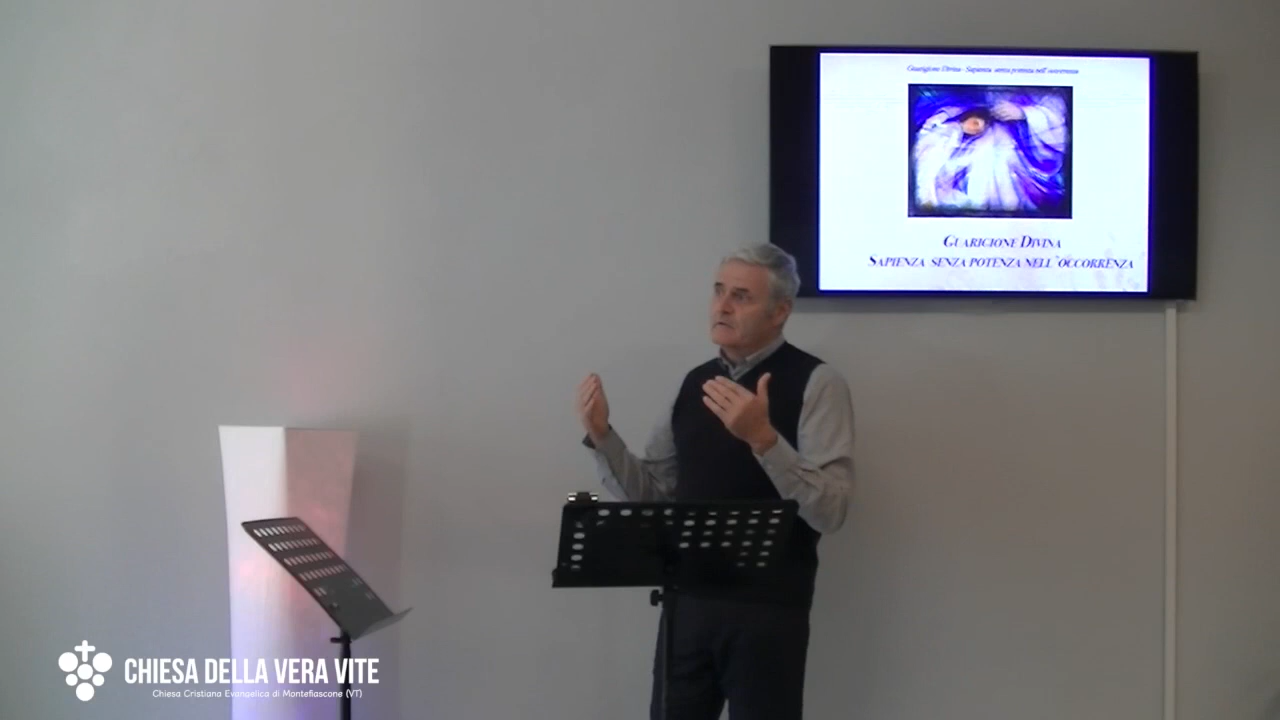 Guarigione Divina - Sapienza senza potenza nell'occorrenza
GUARIGIONE DIVINA
SAPIENZA SENZA POTENZA NELL'OCCORRENZA
CHIESA DELLA VERA VITE
Chiesa Cristiana Evangelica di Montefiascone (VT)